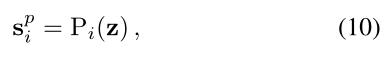 s_i^p = P_i(z) , (10)